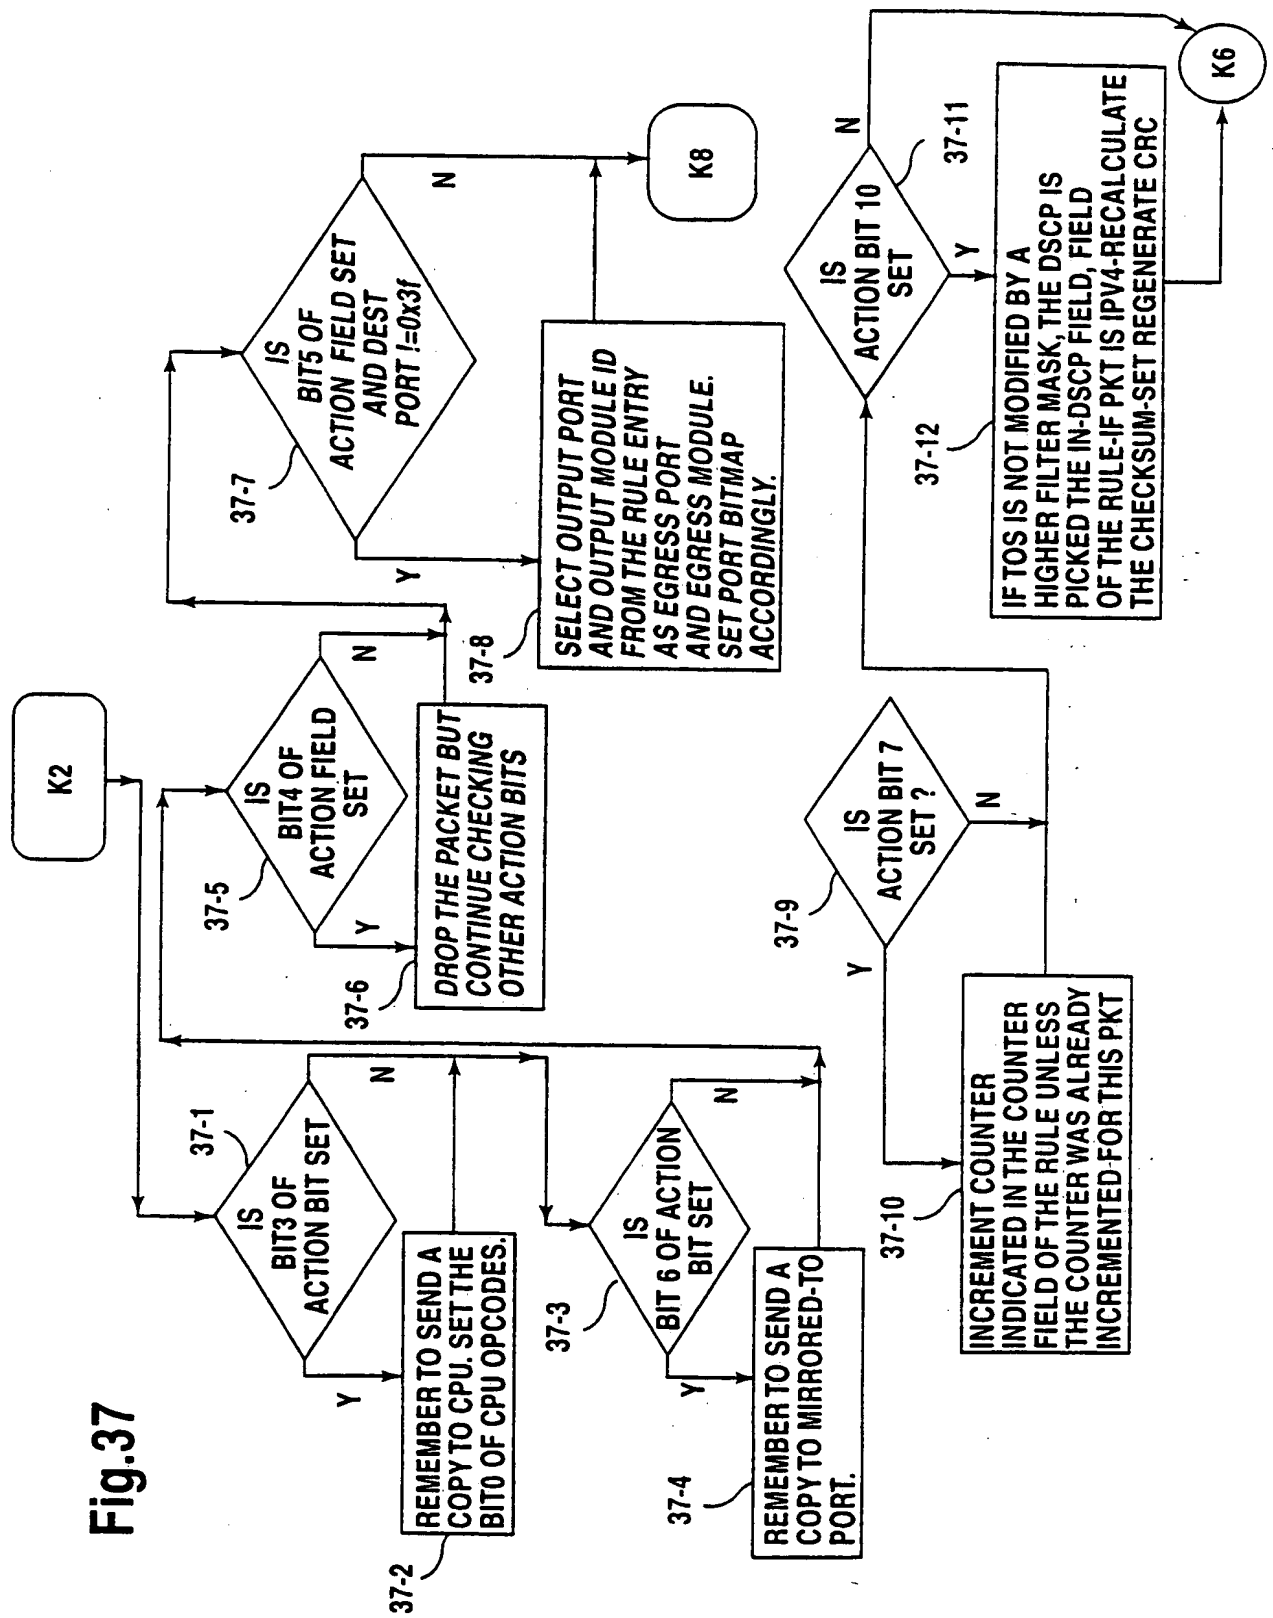 Fig.37
K2
37-1
IS
BIT3 OF
ACTION BIT SET
Y
N
37-2
REMEMBER TO SEND A
COPY TO CPU. SET THE
BIT0 OF CPU OPCODES.
37-3
IS
BIT 6 OF ACTION
BIT SET
Y
N
37-4
REMEMBER TO SEND A
COPY TO MIRRORED-TO
PORT.
37-5
IS
BIT4 OF
ACTION FIELD
SET
Y
N
37-6
DROP THE PACKET BUT
CONTINUE CHECKING
OTHER ACTION BITS
37-7
IS
BIT5 OF
ACTION FIELD SET
AND DEST
PORT !=0x3f
Y
N
37-8
SELECT OUTPUT PORT
AND OUTPUT MODULE ID
FROM THE RULE ENTRY
AS EGRESS PORT
AND EGRESS MODULE.
SET PORT BITMAP
ACCORDINGLY.
K8
37-9
IS
ACTION BIT 7
SET ?
Y
N
37-10
INCREMENT COUNTER
INDICATED IN THE COUNTER
FIELD OF THE RULE UNLESS
THE COUNTER WAS ALREADY
INCREMENTED FOR THIS PKT
37-11
IS
ACTION BIT 10
SET
N
Y
37-12
IF TOS IS NOT MODIFIED BY A
HIGHER FILTER MASK, THE DSCP IS
PICKED THE IN-DSCP FIELD, FIELD
OF THE RULE-IF PKT IS IPV4-RECALCULATE
THE CHECKSUM-SET REGENERATE CRC
K6